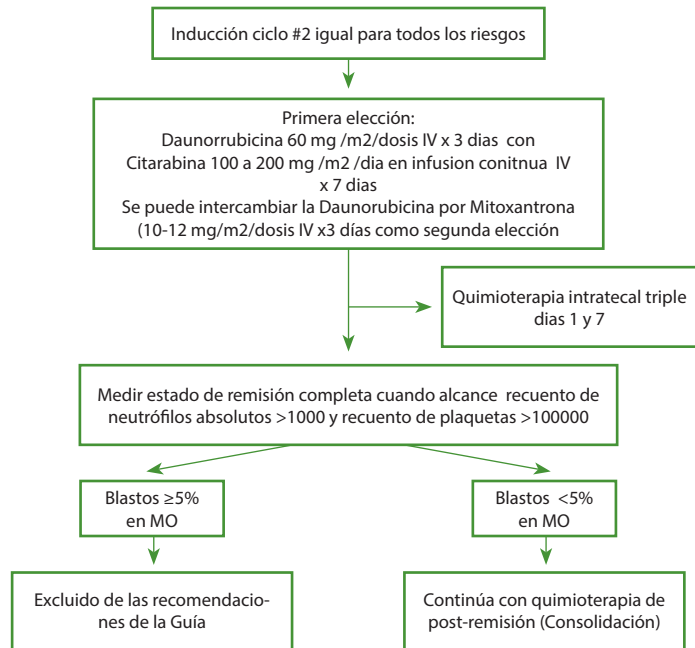 Inducción ciclo #2 igual para todos los riesgos
Primera elección:
Daunorrubicina 60 mg /m2/dosis IV x 3 dias con
Citarabina 100 a 200 mg /m2 /dia en infusion conitnua IV
x 7 dias
Se puede intercambiar la Daunorubicina por Mitoxantrona
(10-12 mg/m2/dosis IV x3 días como segunda elección
Quimioterapia intratecal triple
dias 1 y 7
Medir estado de remisión completa cuando alcance recuento de
neutrófilos absolutos >1000 y recuento de plaquetas >100000
Blastos ≥5%
en MO
Blastos <5%
en MO
Excluido de las recomendacio-
nes de la Guía
Continúa con quimioterapia de
post-remisión (Consolidación)